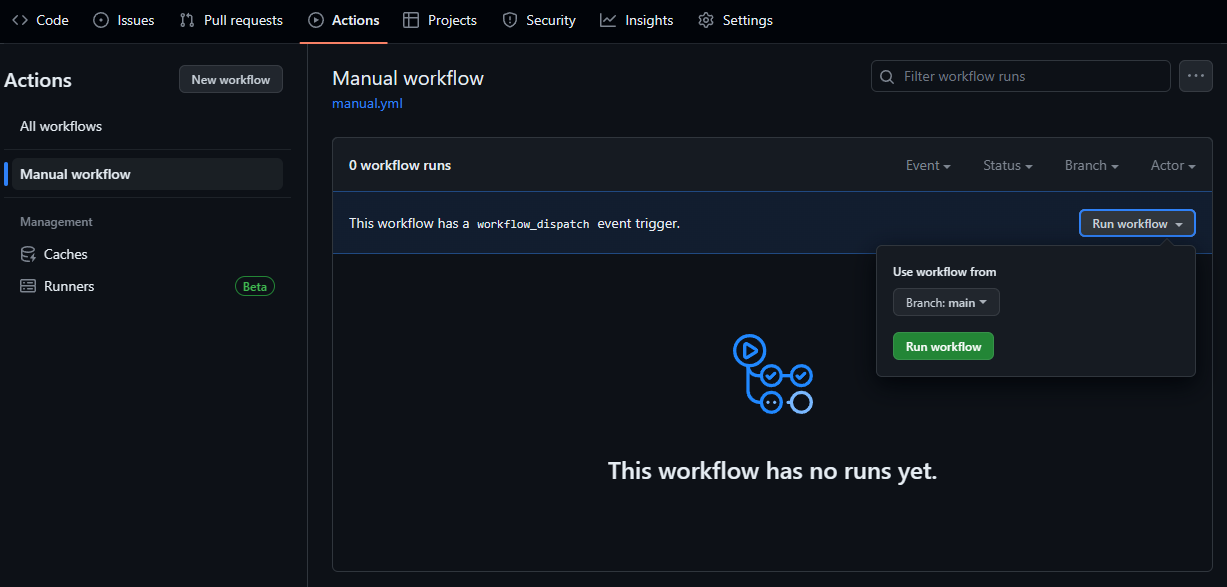 Code Issues Pull requests Actions Projects Security Insights Settings
Actions New workflow
All workflows
Manual workflow
Management
Caches
Runners Beta
Manual workflow
manual.yml
Filter workflow runs
0 workflow runs Event Status Branch Actor
This workflow has a workflow_dispatch event trigger. Run workflow
Use workflow from
Branch: main
Run workflow
This workflow has no runs yet.